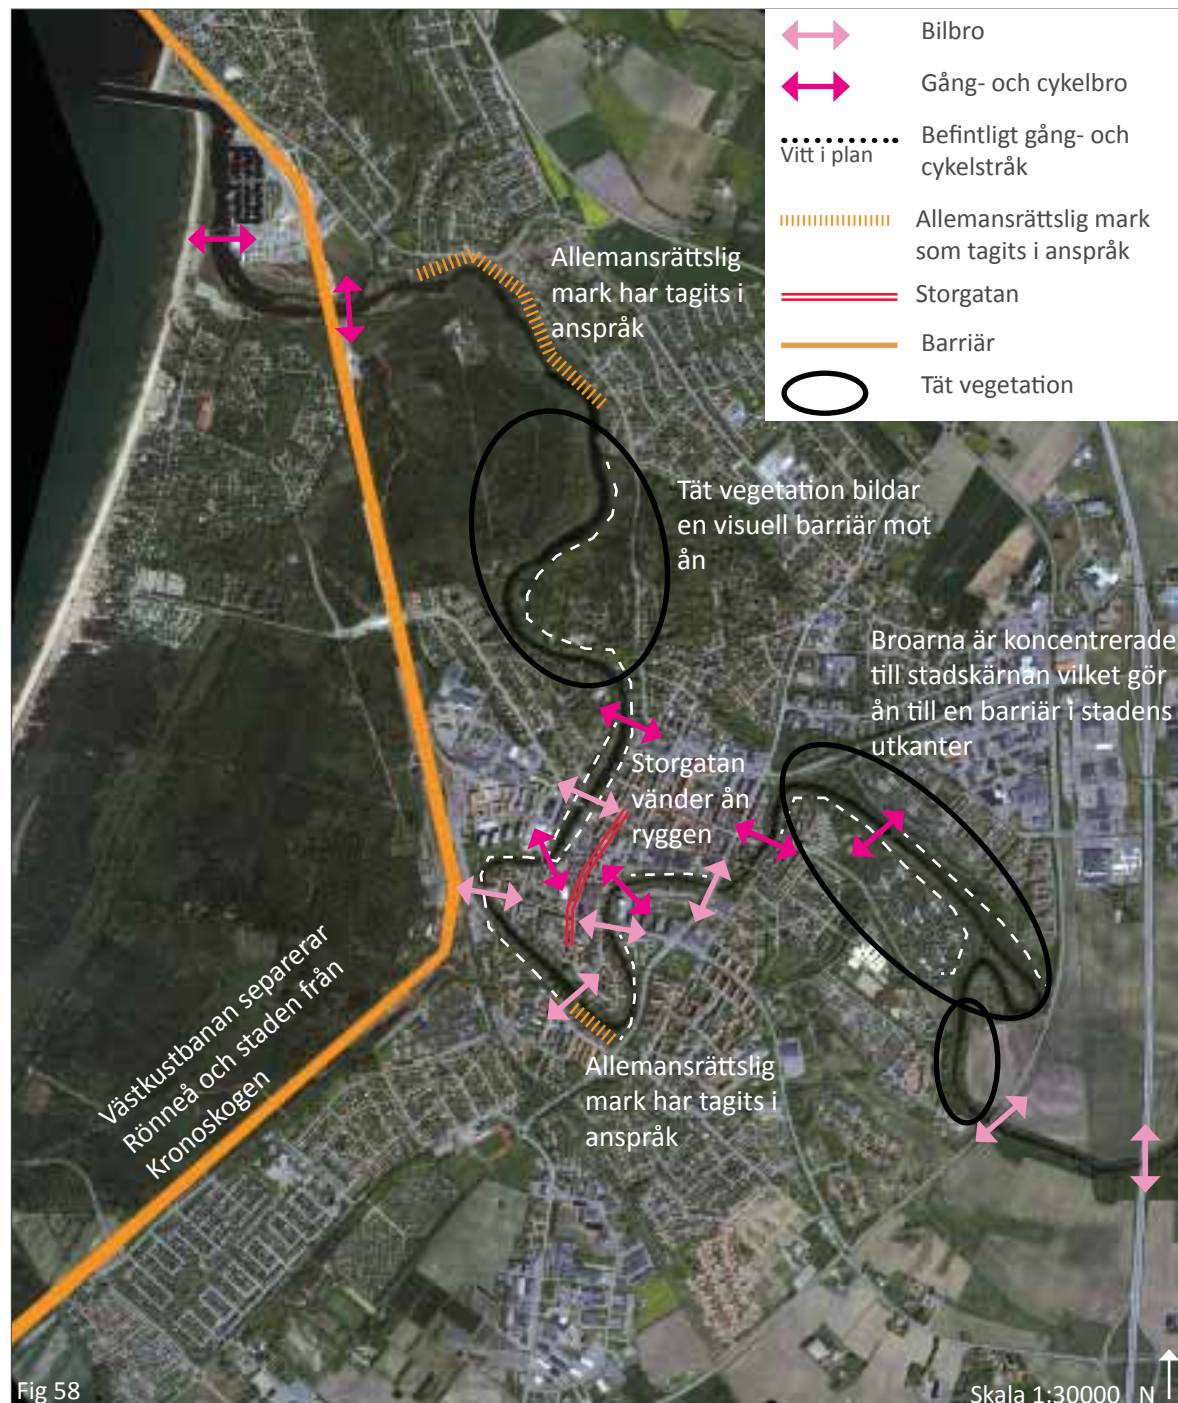 Bilbro
Gång- och cykelbro
Vitt i plan
Befintligt gång- och
cykelstråk
Allemansrättslig mark
som tagits i anspråk
Storgatan
Barriär
Tät vegetation
Allemansrättslig
mark har tagits i
anspråk
Tät vegetation bildar
en visuell barriär mot
ån
Broarna är koncentrerade
till stadskärnan vilket gör
ån till en barriär i stadens
utkanter
Storgatan
vänder ån
ryggen
Västkustbanan separerar
Rönneå och staden från
Kronoskogen
Allemansrättslig
mark har tagits i
anspråk
Fig 58
Skala 1:30000 N